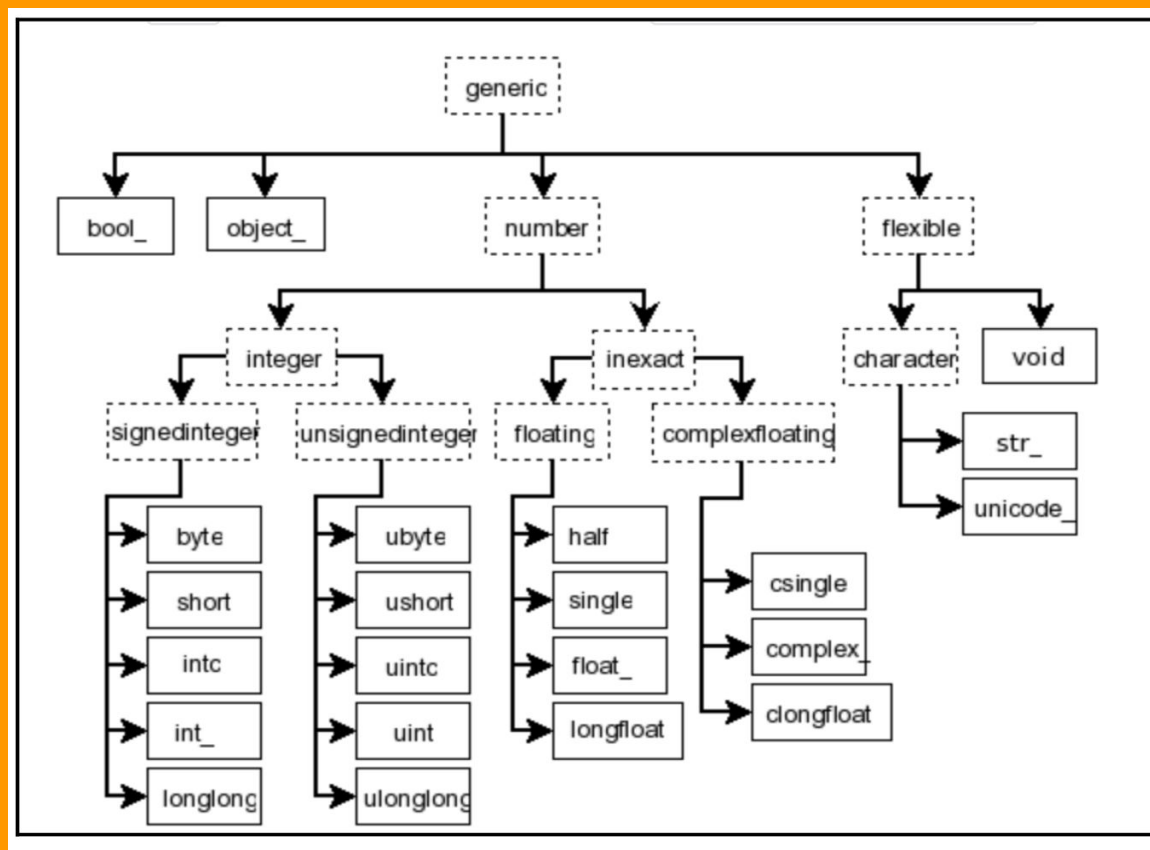 generic
bool_
object_
number
flexible
integer
inexact
character
void
signedinteger
unsignedinteger
floating
complexfloating
str_
unicode_
byte
short
intc
int_
longlong
ubyte
ushort
uintc
uint
ulonglong
half
single
float_
longfloat
csingle
complex_
clongfloat